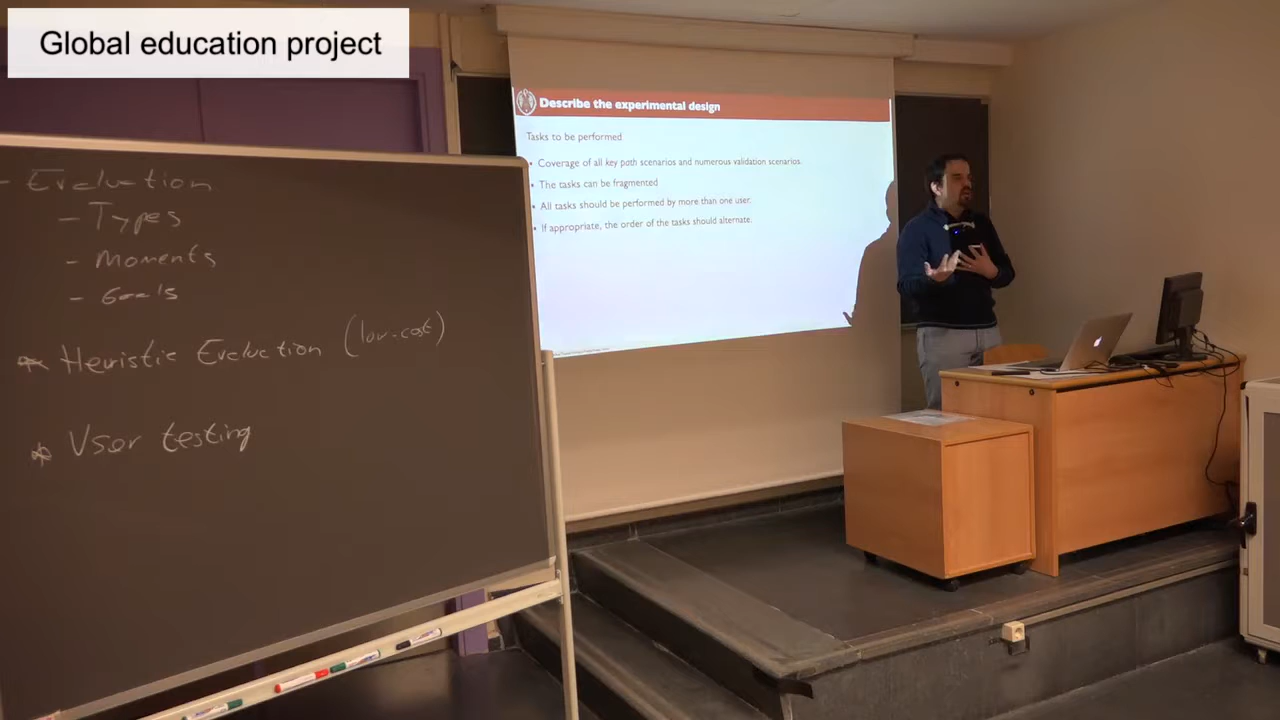 Global education project
Describe the experimental design
Tasks to be performed
• Coverage of all key path scenarios and numerous validation scenarios.
• The tasks can be fragmented
• All tasks should be performed by more than one user.
• If appropriate, the order of the tasks should alternate.
- Evaluation
- Types
- Moments
- Goals
* Heuristic Evaluation (low-cost)
* User testing